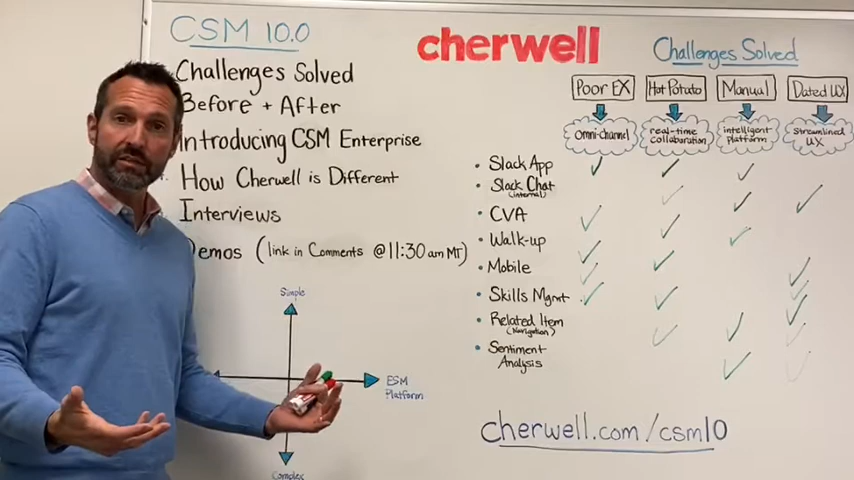 CSM 10.0
Challenges Solved
Before + After
Introducing CSM Enterprise
How Cherwell is Different
Interviews
Demos (link in Comments @ 11:30 am MT)
Simple
ESM
Platform
Complex
cherwell
Challenges Solved
Poor EX
Hot Potato
Manual
Dated UX
Omni-channel
real-time
collaboration
intelligent
platform
Streamlined
UX
• Slack App
• Slack Chat
(internal)
• CVA
• Walk-up
• Mobile
• Skills Mgmt
• Related Item
(Navigation)
• Sentiment
Analysis
cherwell.com/csm10